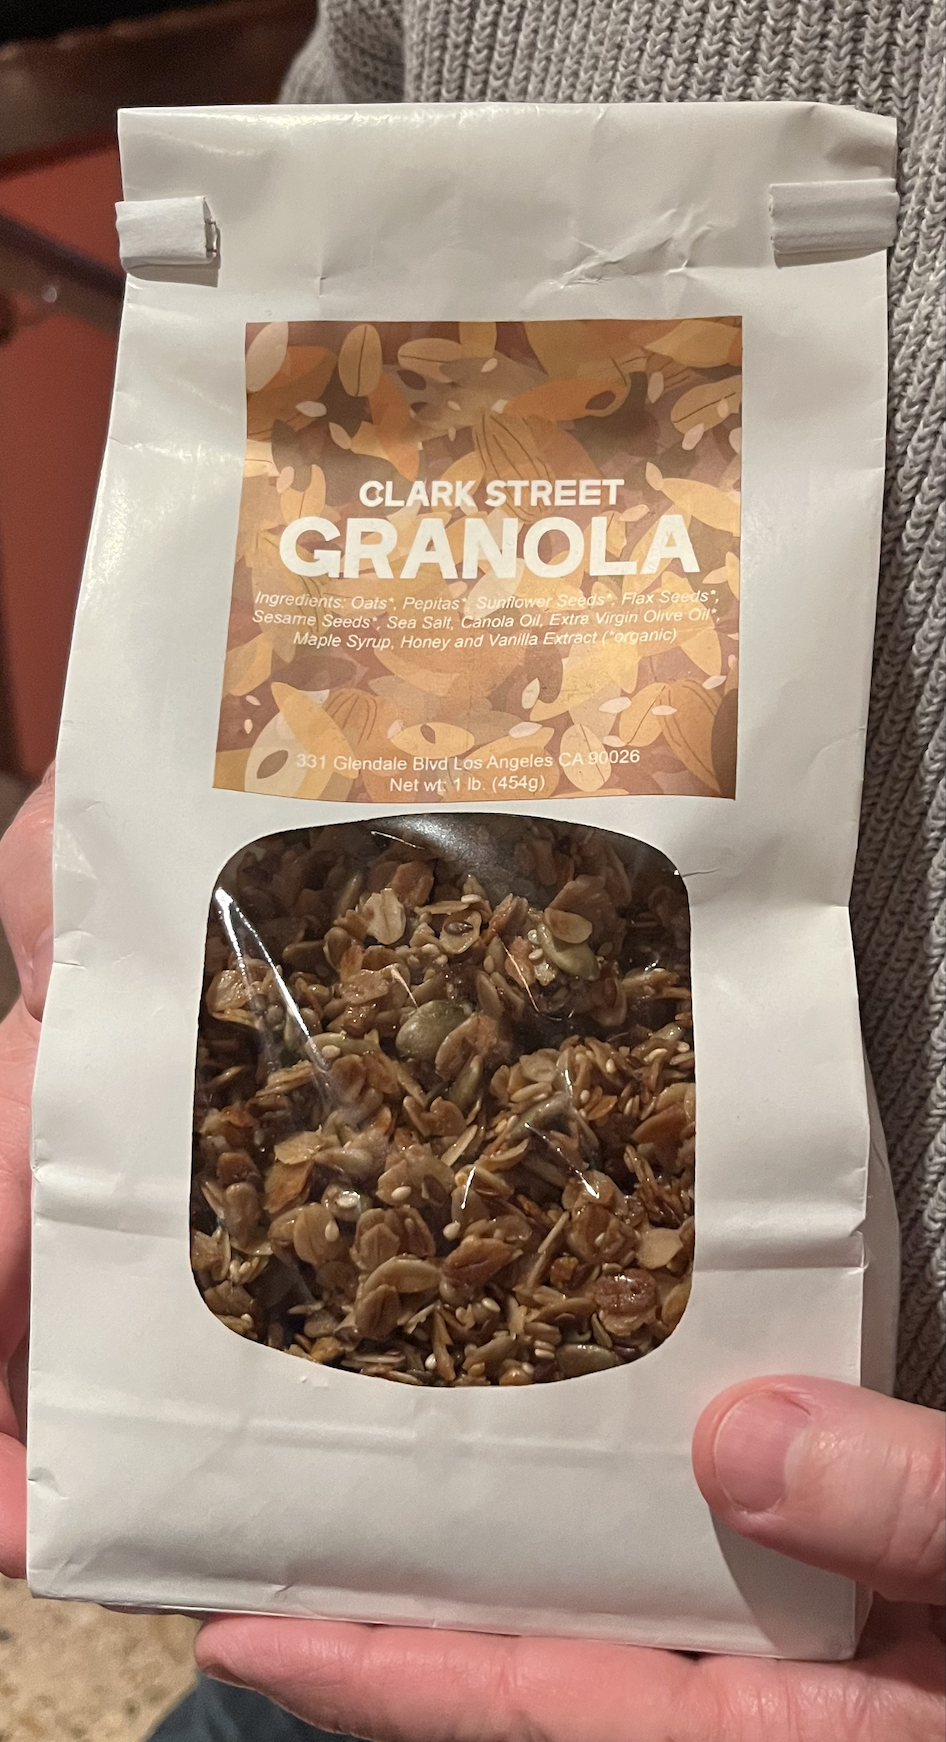 CLARK STREET
GRANOLA
Ingredients: Oats*, Pepitas*, Sunflower Seeds*, Flax Seeds*,
Sesame Seeds*, Sea Salt, Canola Oil, Extra Virgin Olive Oil*,
Maple Syrup, Honey and Vanilla Extract (*organic)
331 Glendale Blvd Los Angeles CA 90026
Net wt: 1 lb. (454g)